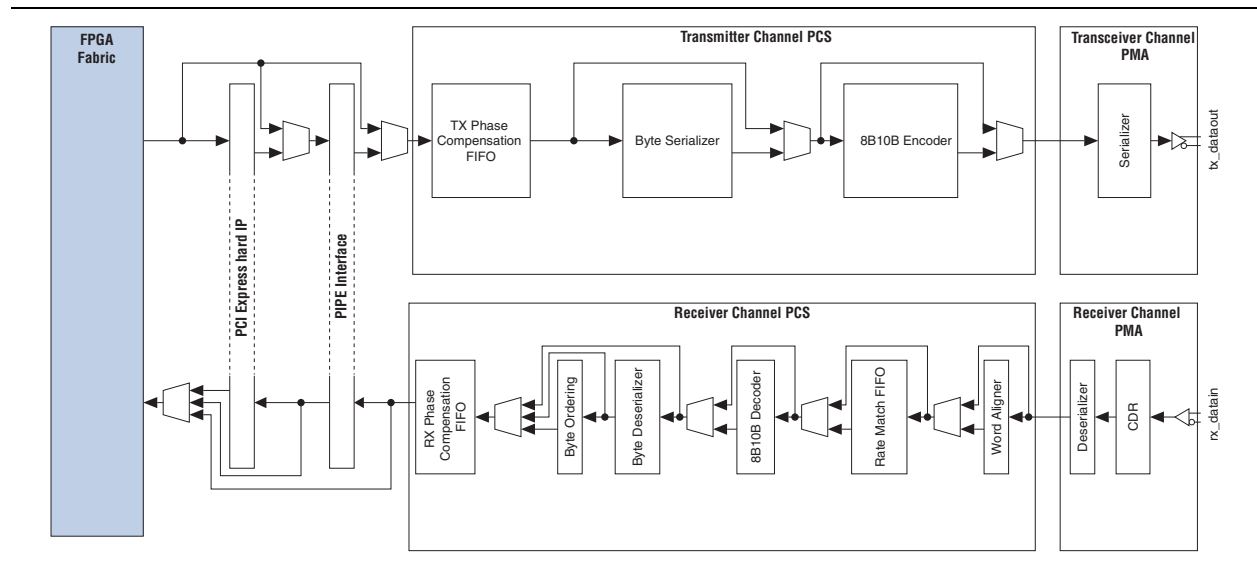 FPGA
Fabric
Transmitter Channel PCS
Transceiver Channel
PMA
TX Phase
Compensation
FIFO
Byte Serializer
8B10B Encoder
Serializer
tx_dataout
PCI Express hard IP
PIPE Interface
Receiver Channel PCS
Receiver Channel
PMA
RX Phase
Compensation
FIFO
Byte Ordering
Byte Deserializer
8B10B Decoder
Rate Match FIFO
Word Aligner
Deserializer
CDR
rx_datain